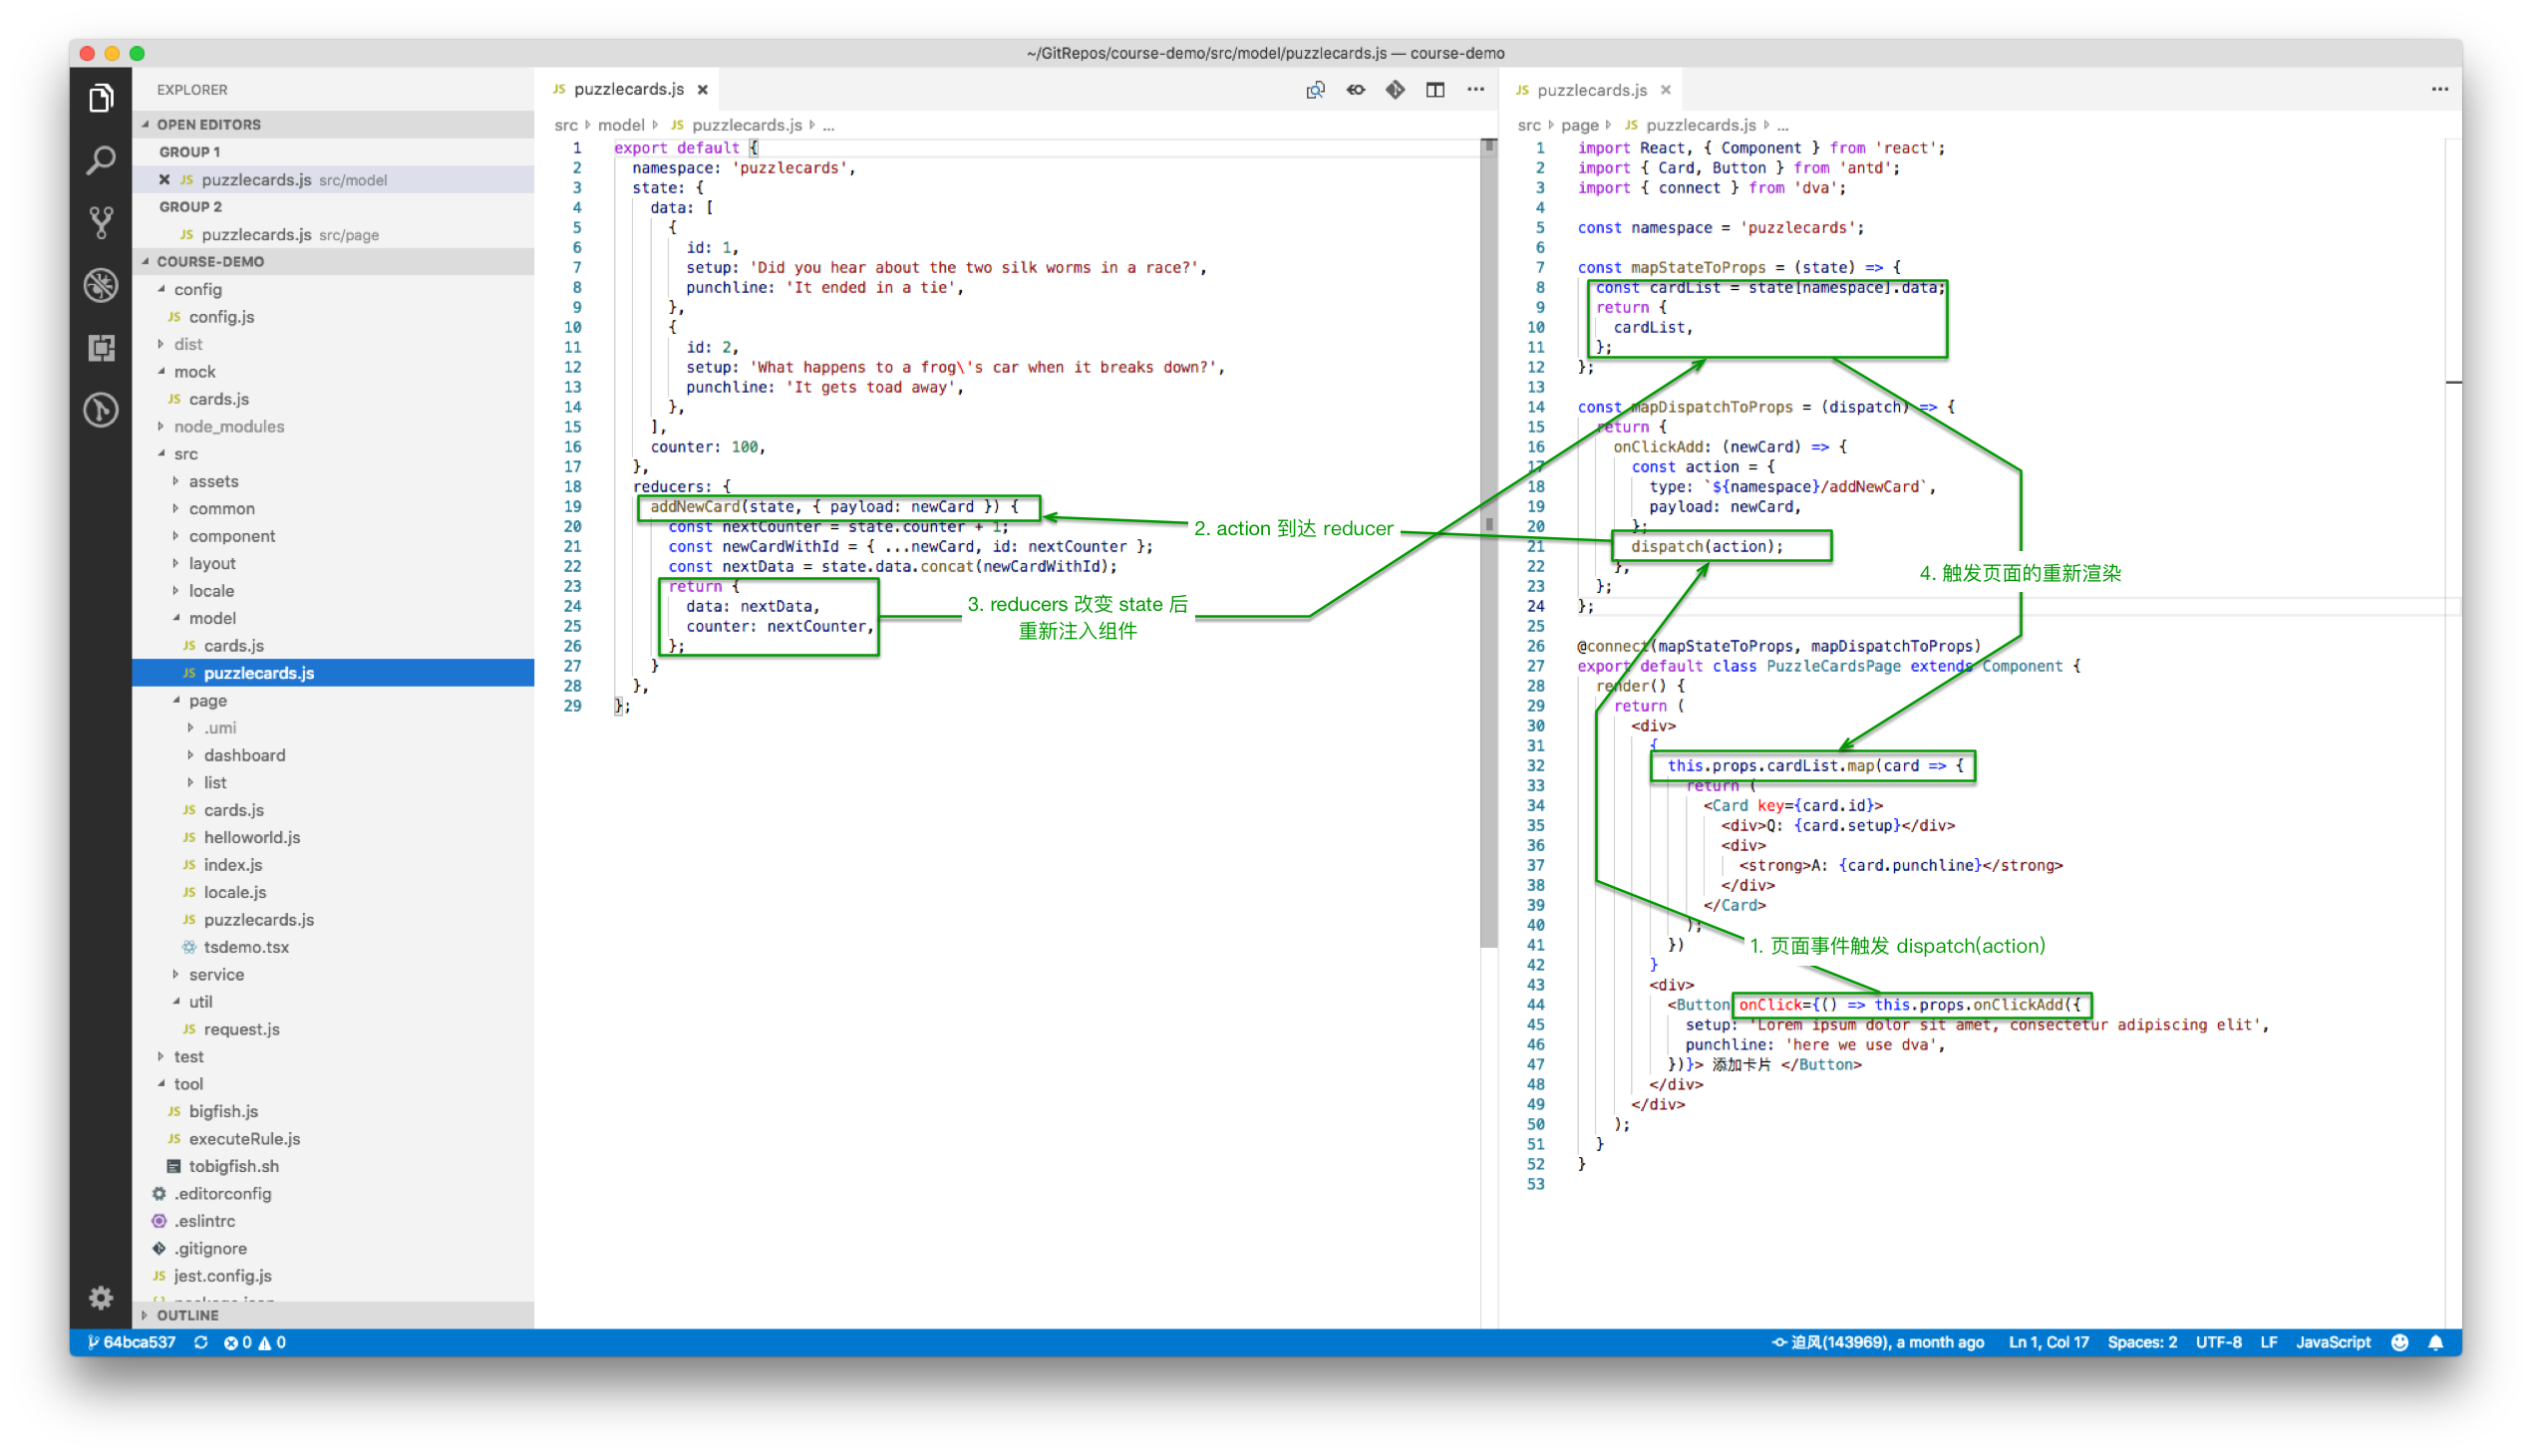 ~/GitRepos/course-demo/src/model/puzzlecards.js — course-demo
EXPLORER
OPEN EDITORS
GROUP 1
JS puzzlecards.js src/model
GROUP 2
JS puzzlecards.js src/page
COURSE-DEMO
config
JS config.js
dist
mock
JS cards.js
node_modules
src
assets
common
component
layout
locale
model
JS cards.js
JS puzzlecards.js
page
.umi
dashboard
list
JS cards.js
JS helloworld.js
JS index.js
JS locale.js
JS puzzlecards.js
tsdemo.tsx
service
util
JS request.js
test
tool
JS bigfish.js
JS executeRule.js
tobigfish.sh
.editorconfig
.eslintrc
.gitignore
JS jest.config.js
OUTLINE
JS puzzlecards.js
src model JS puzzlecards.js ...
1 export default {
2 namespace: 'puzzlecards',
3 state: {
4 data: [
5 {
6 id: 1,
7 setup: 'Did you hear about the two silk worms in a race?',
8 punchline: 'It ended in a tie',
9 },
10 {
11 id: 2,
12 setup: 'What happens to a frog\'s car when it breaks down?',
13 punchline: 'It gets toad away',
14 },
15 ],
16 counter: 100,
17 },
18 reducers: {
19 addNewCard(state, { payload: newCard }) {
20 const nextCounter = state.counter + 1;
21 const newCardWithId = { ...newCard, id: nextCounter };
22 const nextData = state.data.concat(newCardWithId);
23 return {
24 data: nextData,
25 counter: nextCounter,
26 };
27 }
28 },
29 };
2. action 到达 reducer
3. reducers 改变 state 后
重新注入组件
JS puzzlecards.js
src page JS puzzlecards.js ...
1 import React, { Component } from 'react';
2 import { Card, Button } from 'antd';
3 import { connect } from 'dva';
4
5 const namespace = 'puzzlecards';
6
7 const mapStateToProps = (state) => {
8 const cardList = state[namespace].data;
9 return {
10 cardList,
11 };
12 };
13
14 const mapDispatchToProps = (dispatch) => {
15 return {
16 onClickAdd: (newCard) => {
17 const action = {
18 type: `${namespace}/addNewCard`,
19 payload: newCard,
20 };
21 dispatch(action);
22 },
23 };
24 };
25
26 @connect(mapStateToProps, mapDispatchToProps)
27 export default class PuzzleCardsPage extends Component {
28 render() {
29 return (
30 <div>
31 {
32 this.props.cardList.map(card => {
33 return (
34 <Card key={card.id}>
35 <div>Q: {card.setup}</div>
36 <div>
37 <strong>A: {card.punchline}</strong>
38 </div>
39 </Card>
40 );
41 })
42 }
43 <div>
44 <Button onClick={() => this.props.onClickAdd({
45 setup: 'Lorem ipsum dolor sit amet, consectetur adipiscing elit',
46 punchline: 'here we use dva',
47 })}> 添加卡片 </Button>
48 </div>
49 </div>
50 );
51 }
52 }
53
4. 触发页面的重新渲染
1. 页面事件触发 dispatch(action)
64bca537 0 0
迫风(143969), a month ago Ln 1, Col 17 Spaces: 2 UTF-8 LF JavaScript